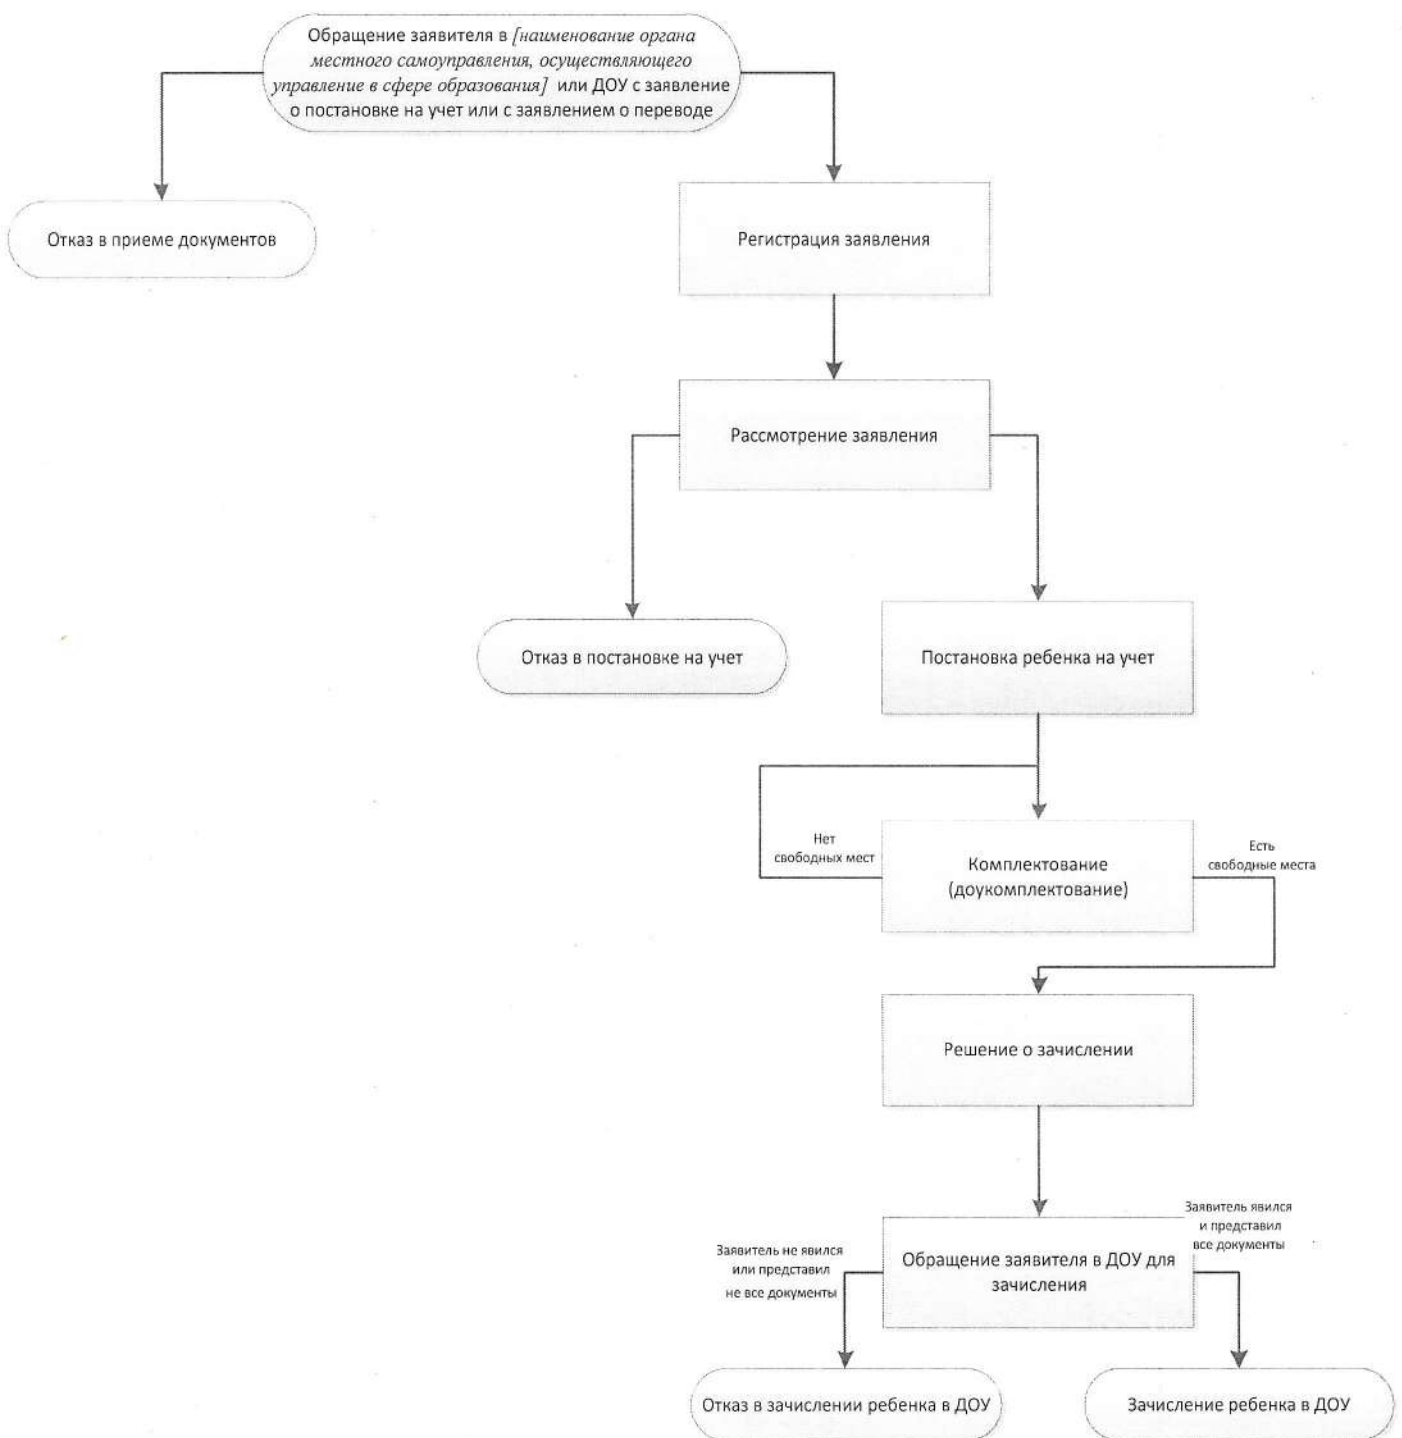 Обращение заявителя в [наименование органа
местного самоуправления, осуществляющего
управление в сфере образования] или ДОУ с заявление
о постановке на учет или с заявлением о переводе
Отказ в приеме документов
Регистрация заявления
Рассмотрение заявления
Отказ в постановке на учет
Постановка ребенка на учет
Нет
свободных мест
Комплектование
(доукомплектование)
Есть
свободные места
Решение о зачислении
Заявитель не явился
или представил
не все документы
Обращение заявителя в ДОУ для
зачисления
Заявитель явился
и представил
все документы
Отказ в зачислении ребенка в ДОУ
Зачисление ребенка в ДОУ